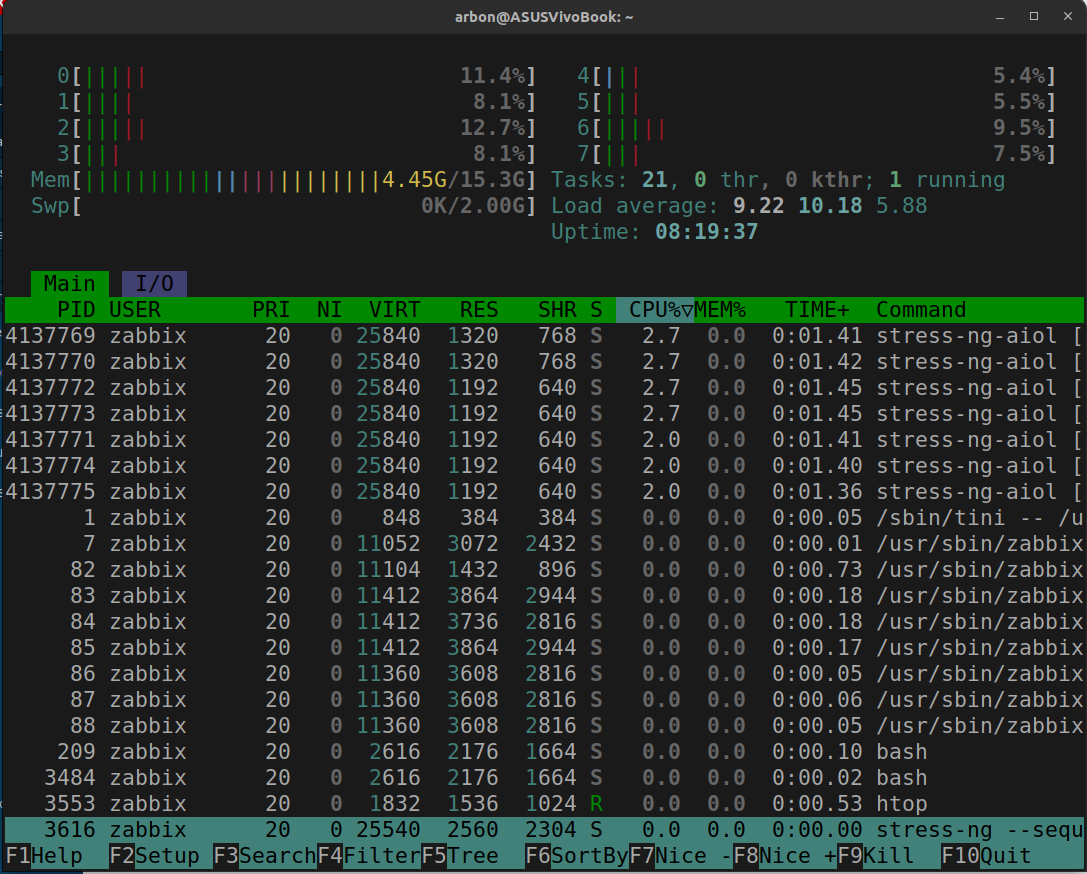 arbon@ASUSVivoBook: ~
0[||||| 11.4%] 4[||| 5.4%]
1[|||| 8.1%] 5[||| 5.5%]
2[||||| 12.7%] 6[||||| 9.5%]
3[||| 8.1%] 7[||| 7.5%]
Mem[|||||||||||||||||||||||4.45G/15.3G] Tasks: 21, 0 thr, 0 kthr; 1 running
Swp[ 0K/2.00G] Load average: 9.22 10.18 5.88
Uptime: 08:19:37
Main I/O
PID USER PRI NI VIRT RES SHR S CPU%▽MEM% TIME+ Command
4137769 zabbix 20 0 25840 1320 768 S 2.7 0.0 0:01.41 stress-ng-aiol [
4137770 zabbix 20 0 25840 1320 768 S 2.7 0.0 0:01.42 stress-ng-aiol [
4137772 zabbix 20 0 25840 1192 640 S 2.7 0.0 0:01.45 stress-ng-aiol [
4137773 zabbix 20 0 25840 1192 640 S 2.7 0.0 0:01.45 stress-ng-aiol [
4137771 zabbix 20 0 25840 1192 640 S 2.0 0.0 0:01.41 stress-ng-aiol [
4137774 zabbix 20 0 25840 1192 640 S 2.0 0.0 0:01.40 stress-ng-aiol [
4137775 zabbix 20 0 25840 1192 640 S 2.0 0.0 0:01.36 stress-ng-aiol [
1 zabbix 20 0 848 384 384 S 0.0 0.0 0:00.05 /sbin/tini -- /u
7 zabbix 20 0 11052 3072 2432 S 0.0 0.0 0:00.01 /usr/sbin/zabbix
82 zabbix 20 0 11104 1432 896 S 0.0 0.0 0:00.73 /usr/sbin/zabbix
83 zabbix 20 0 11412 3864 2944 S 0.0 0.0 0:00.18 /usr/sbin/zabbix
84 zabbix 20 0 11412 3736 2816 S 0.0 0.0 0:00.18 /usr/sbin/zabbix
85 zabbix 20 0 11412 3864 2944 S 0.0 0.0 0:00.17 /usr/sbin/zabbix
86 zabbix 20 0 11360 3608 2816 S 0.0 0.0 0:00.05 /usr/sbin/zabbix
87 zabbix 20 0 11360 3608 2816 S 0.0 0.0 0:00.06 /usr/sbin/zabbix
88 zabbix 20 0 11360 3608 2816 S 0.0 0.0 0:00.05 /usr/sbin/zabbix
209 zabbix 20 0 2616 2176 1664 S 0.0 0.0 0:00.10 bash
3484 zabbix 20 0 2616 2176 1664 S 0.0 0.0 0:00.02 bash
3553 zabbix 20 0 1832 1536 1024 R 0.0 0.0 0:00.53 htop
3616 zabbix 20 0 25540 2560 2304 S 0.0 0.0 0:00.00 stress-ng --sequ
F1Help F2Setup F3SearchF4FilterF5Tree F6SortByF7Nice -F8Nice +F9Kill F10Quit